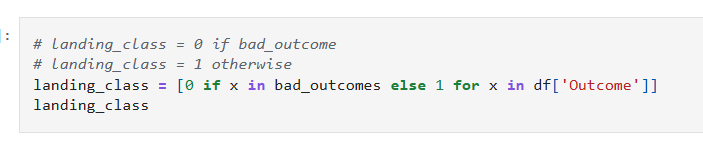 ]:
# landing_class = 0 if bad_outcome
# landing_class = 1 otherwise
landing_class = [0 if x in bad_outcomes else 1 for x in df['Outcome']]
landing_class